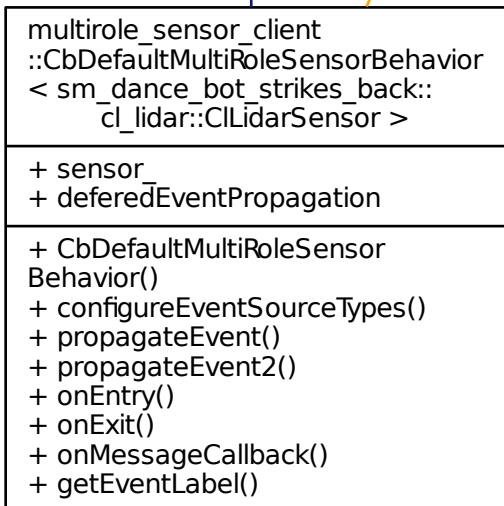 multirole_sensor_client
::CbDefaultMultiRoleSensorBehavior
< sm_dance_bot_strikes_back::
cl_lidar::ClLidarSensor >
+ sensor_
+ deferedEventPropagation
+ CbDefaultMultiRoleSensor
Behavior()
+ configureEventSourceTypes()
+ propagateEvent()
+ propagateEvent2()
+ onEntry()
+ onExit()
+ onMessageCallback()
+ getEventLabel()